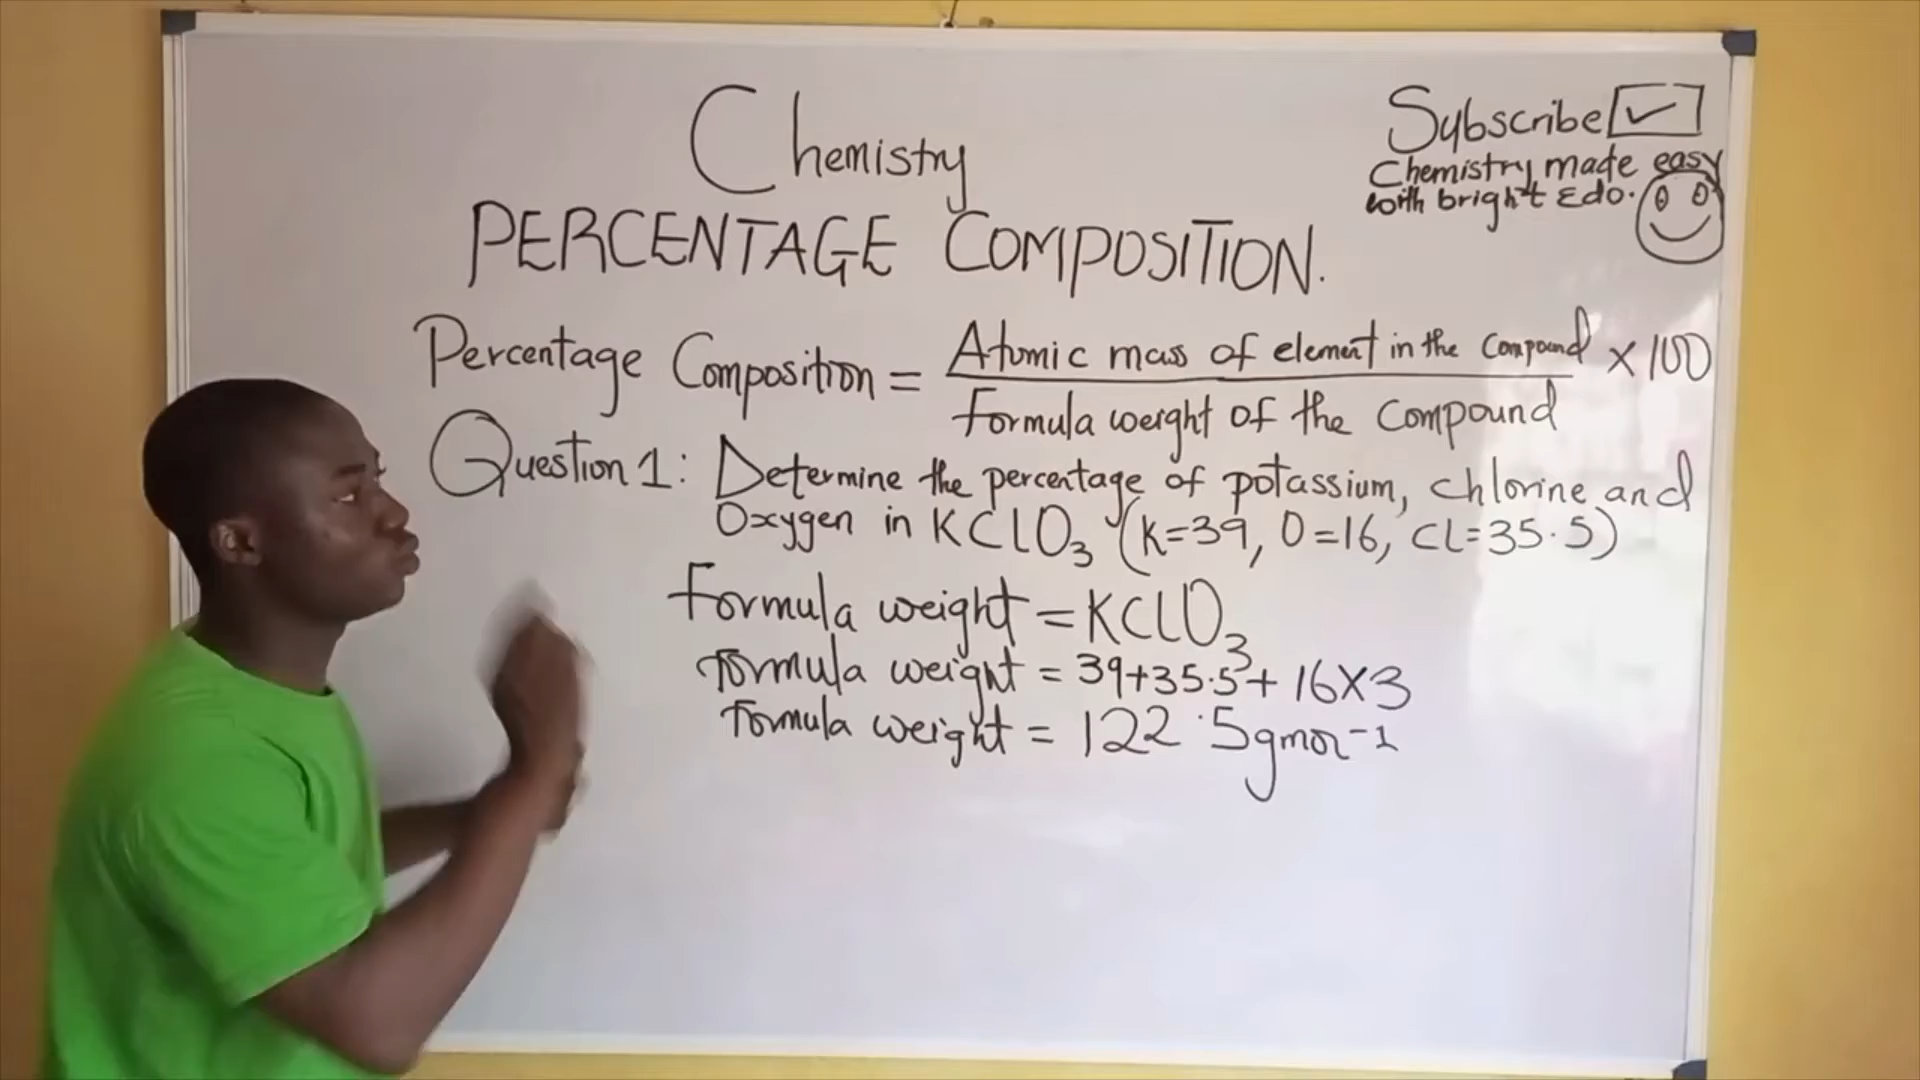 Chemistry
Subscribe
Chemistry made easy
with bright Edo.
PERCENTAGE COMPOSITION.
Percentage Composition = Atomic mass of element in the Compound × 100
Formula weight of the Compound
Question 1: Determine the percentage of potassium, chlorine and
Oxygen in KClO₃ (K=39, O=16, Cl=35.5)
Formula weight = KClO₃
Formula weight = 39+35.5+ 16×3
Formula weight = 122.5gmol⁻¹